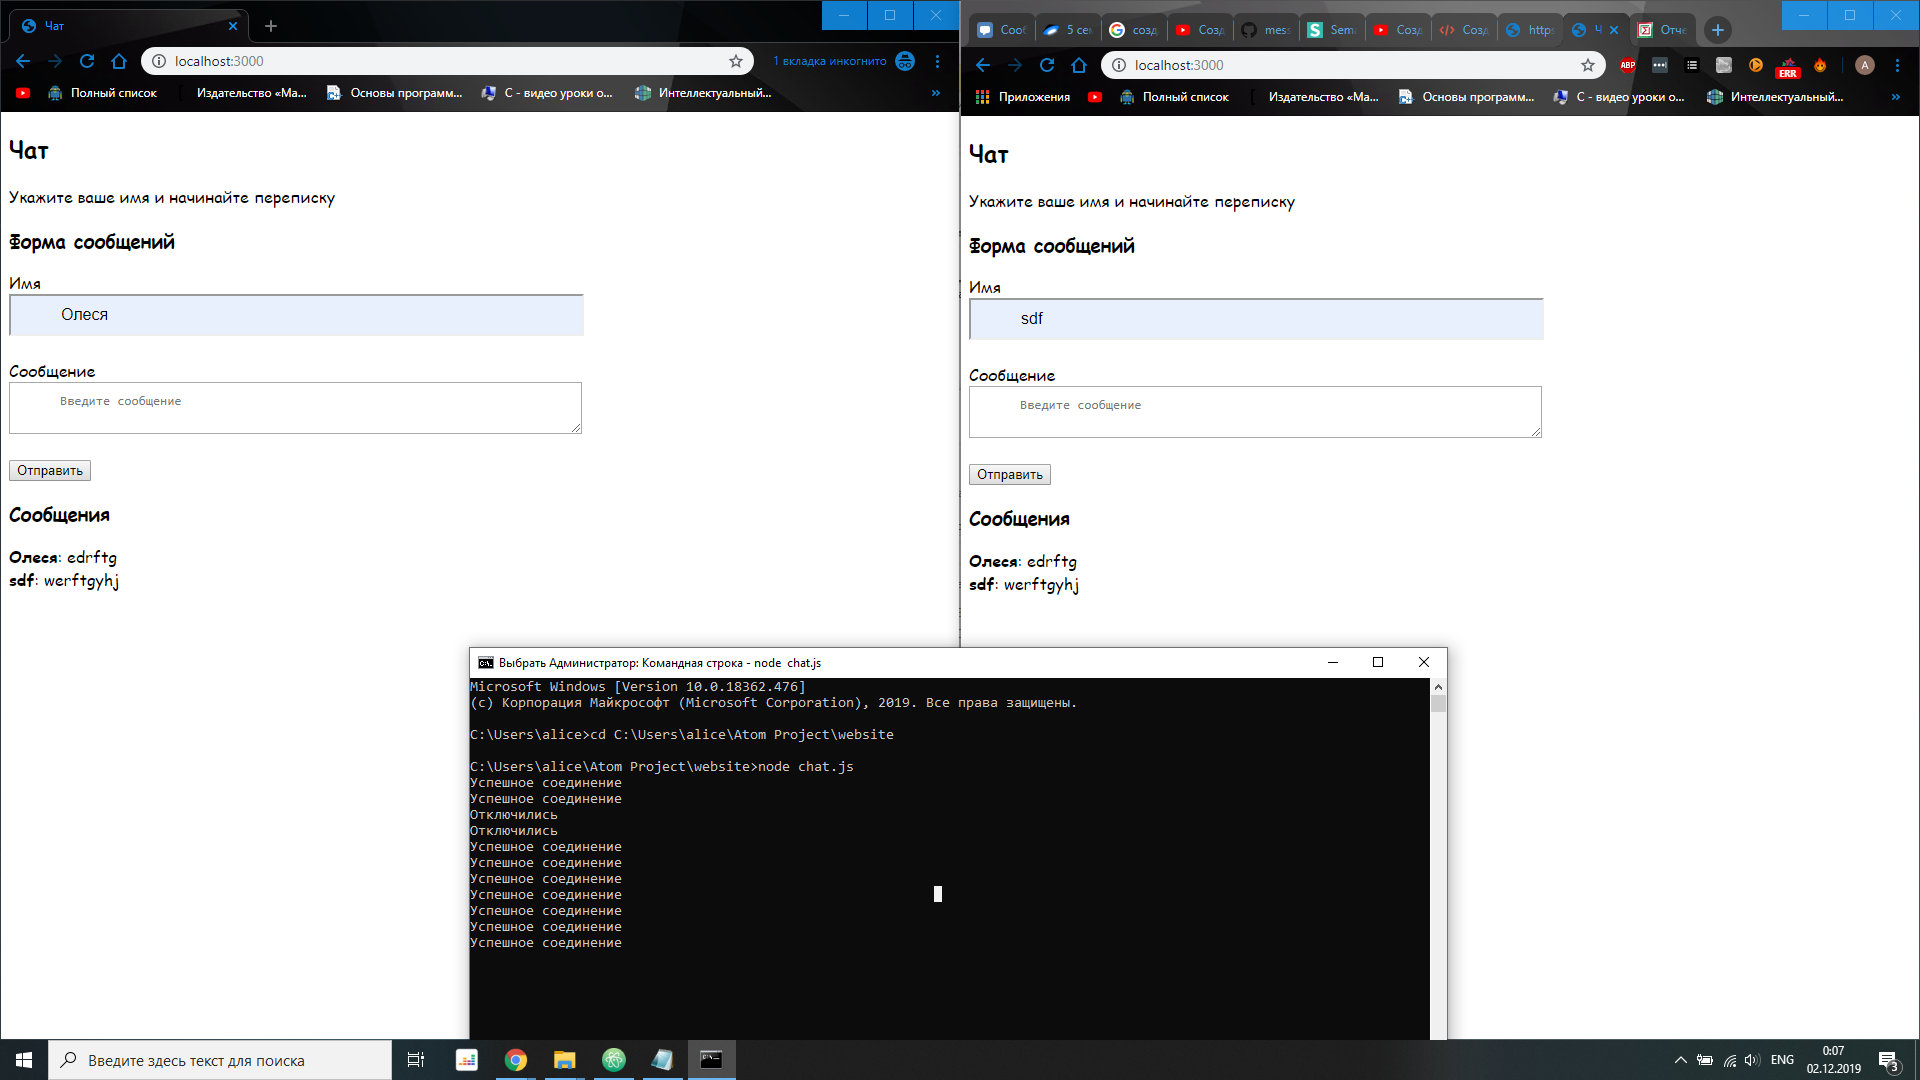 Чат
1 вкладка инкогнито
localhost:3000
Полный список
Издательство «Ма...
Основы программ...
С - видео уроки о...
Интеллектуальный...
»
Чат
Укажите ваше имя и начинайте переписку
Форма сообщений
Имя
Олеся
Сообщение
Введите сообщение
Отправить
Сообщения
Олеся: edrftg
sdf: werftgyhj
Сооб
5 сек
созд
Созд
mess
Sem
Созд
Созд
https
Ч
Отче
localhost:3000
ABP
ERR
A
Приложения
Полный список
Издательство «Ма...
Основы программ...
С - видео уроки о...
Интеллектуальный...
»
Чат
Укажите ваше имя и начинайте переписку
Форма сообщений
Имя
sdf
Сообщение
Введите сообщение
Отправить
Сообщения
Олеся: edrftg
sdf: werftgyhj
Выбрать Администратор: Командная строка - node chat.js
Microsoft Windows [Version 10.0.18362.476]
(c) Корпорация Майкрософт (Microsoft Corporation), 2019. Все права защищены.
C:\Users\alice>cd C:\Users\alice\Atom Project\website
C:\Users\alice\Atom Project\website>node chat.js
Успешное соединение
Успешное соединение
Отключились
Отключились
Успешное соединение
Успешное соединение
Успешное соединение
Успешное соединение
Успешное соединение
Успешное соединение
Успешное соединение
Введите здесь текст для поиска
ENG
0:07
02.12.2019
3